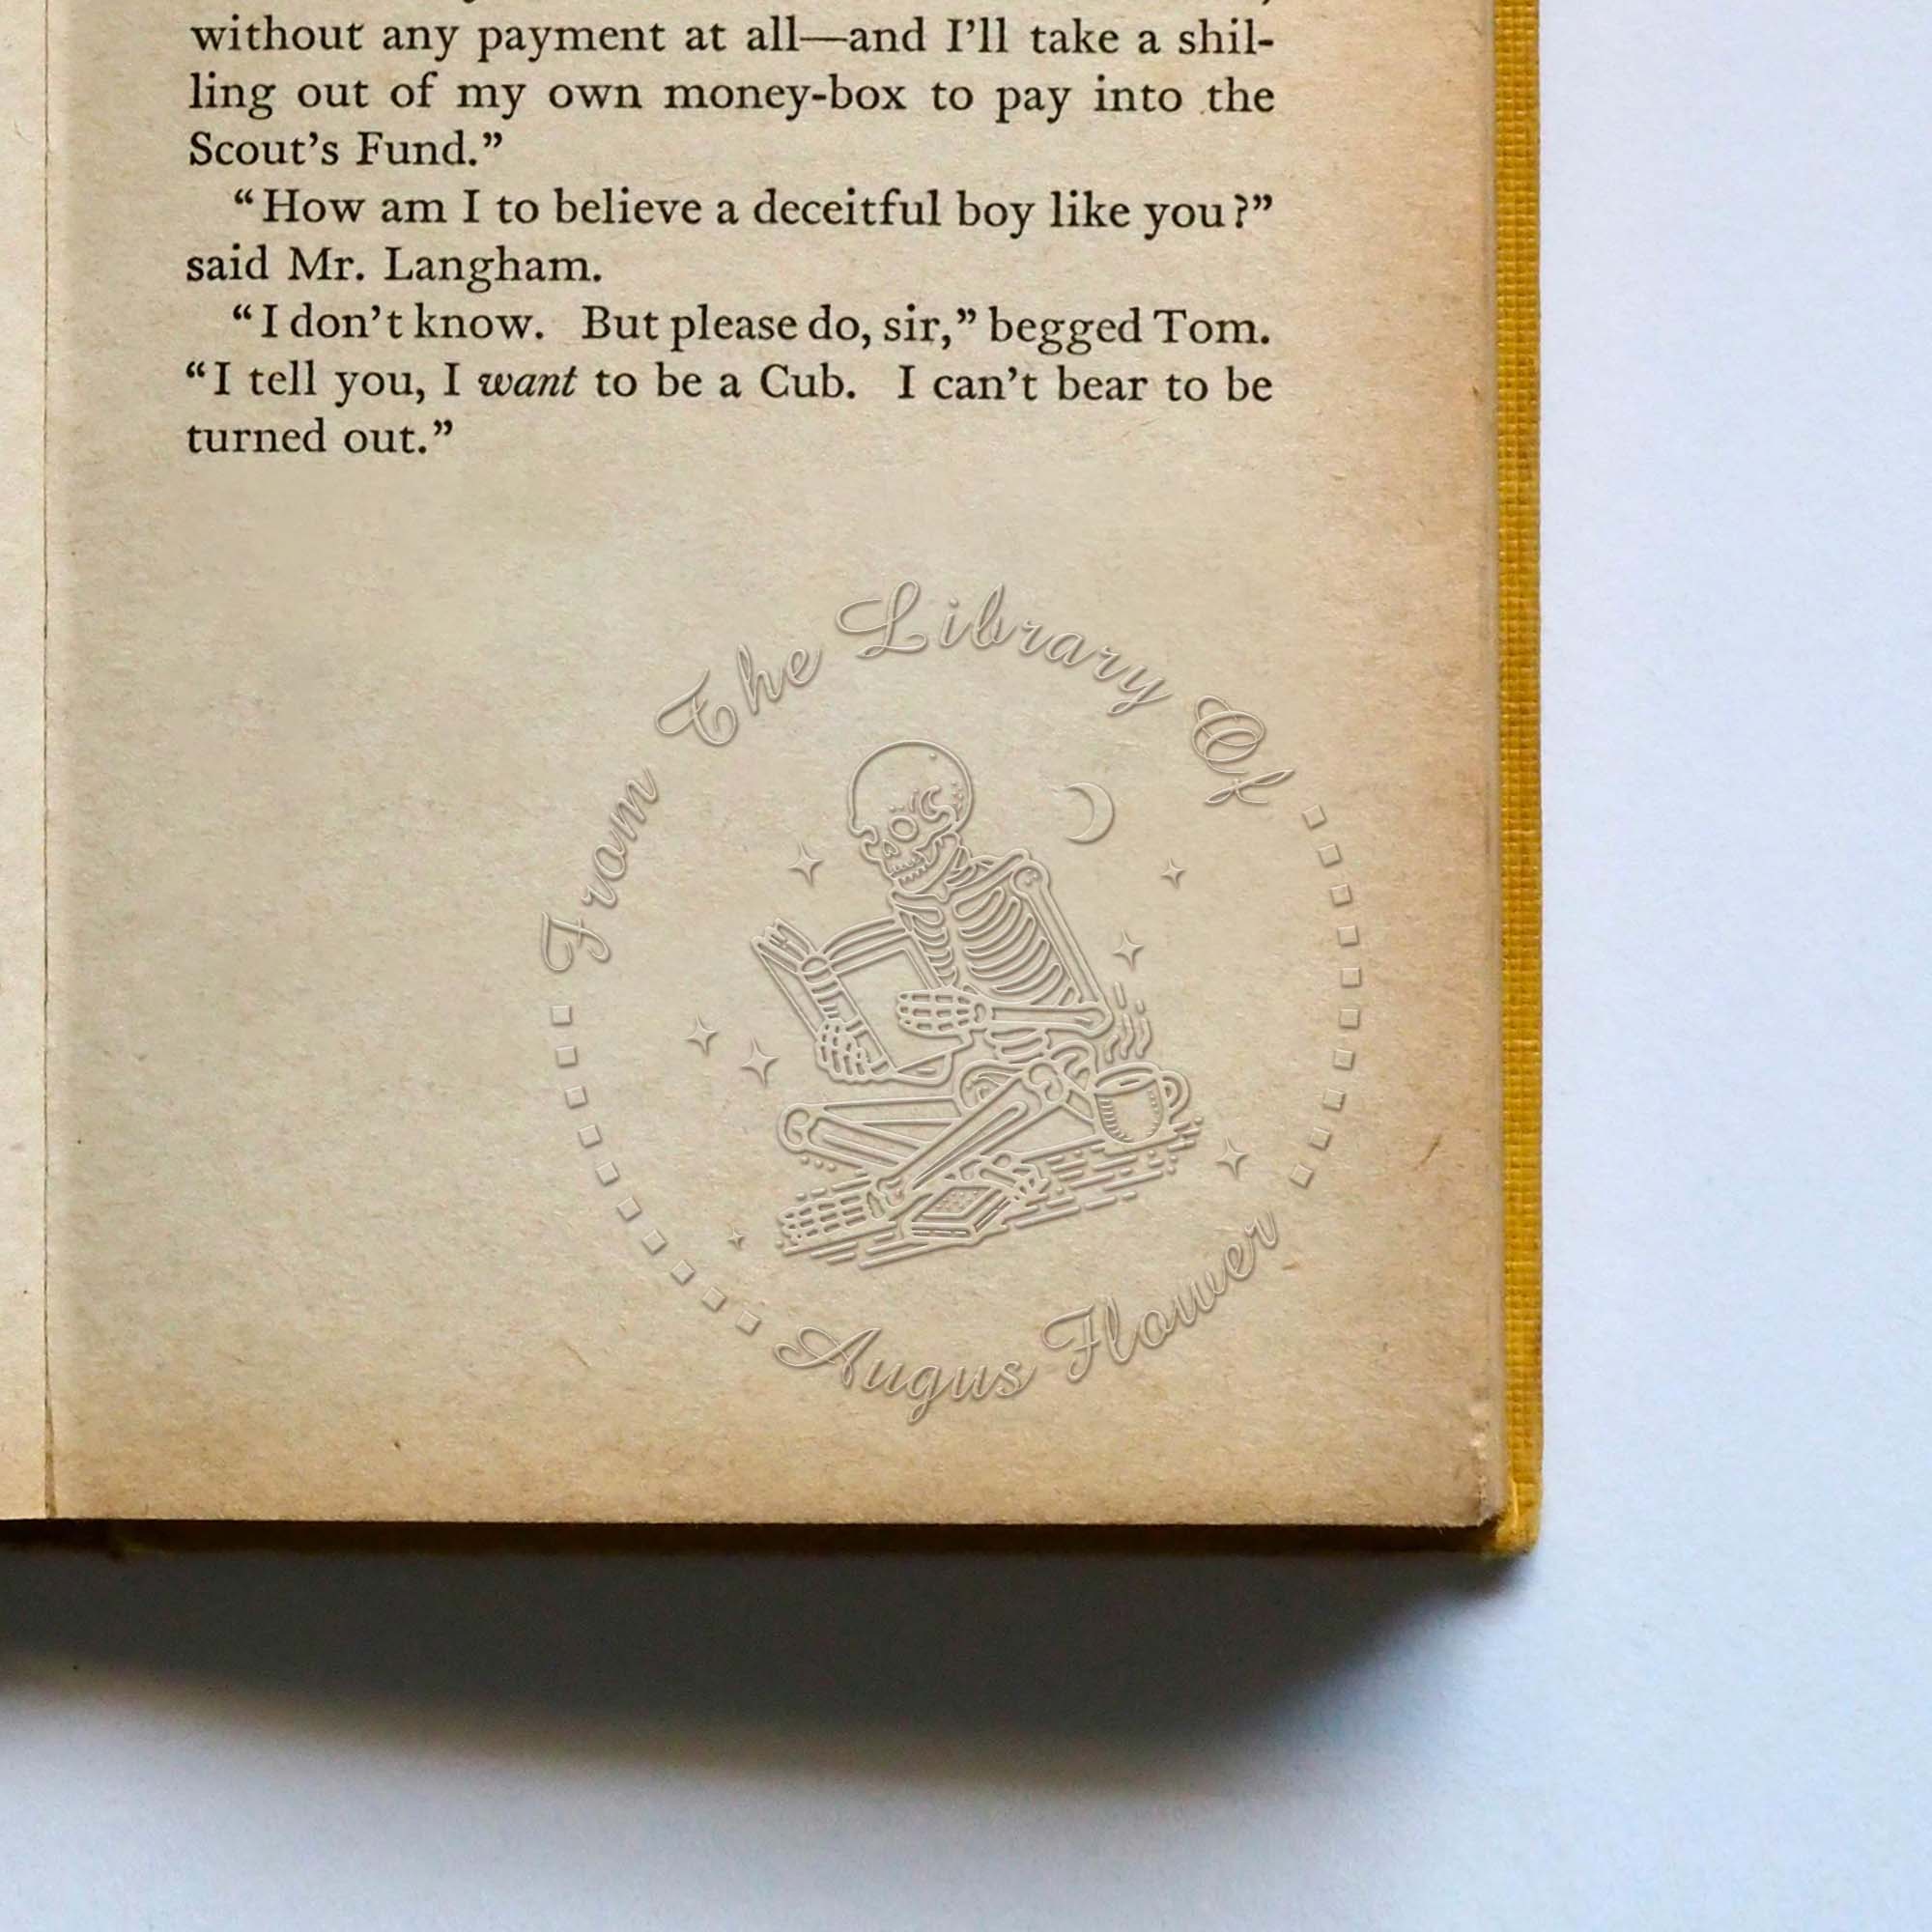 without any payment at all—and I’ll take a shil-
ling out of my own money-box to pay into the
Scout’s Fund.”
“How am I to believe a deceitful boy like you?”
said Mr. Langham.
“I don’t know. But please do, sir,” begged Tom.
“I tell you, I want to be a Cub. I can’t bear to be
turned out.”
From The Library Of
Augus Flower